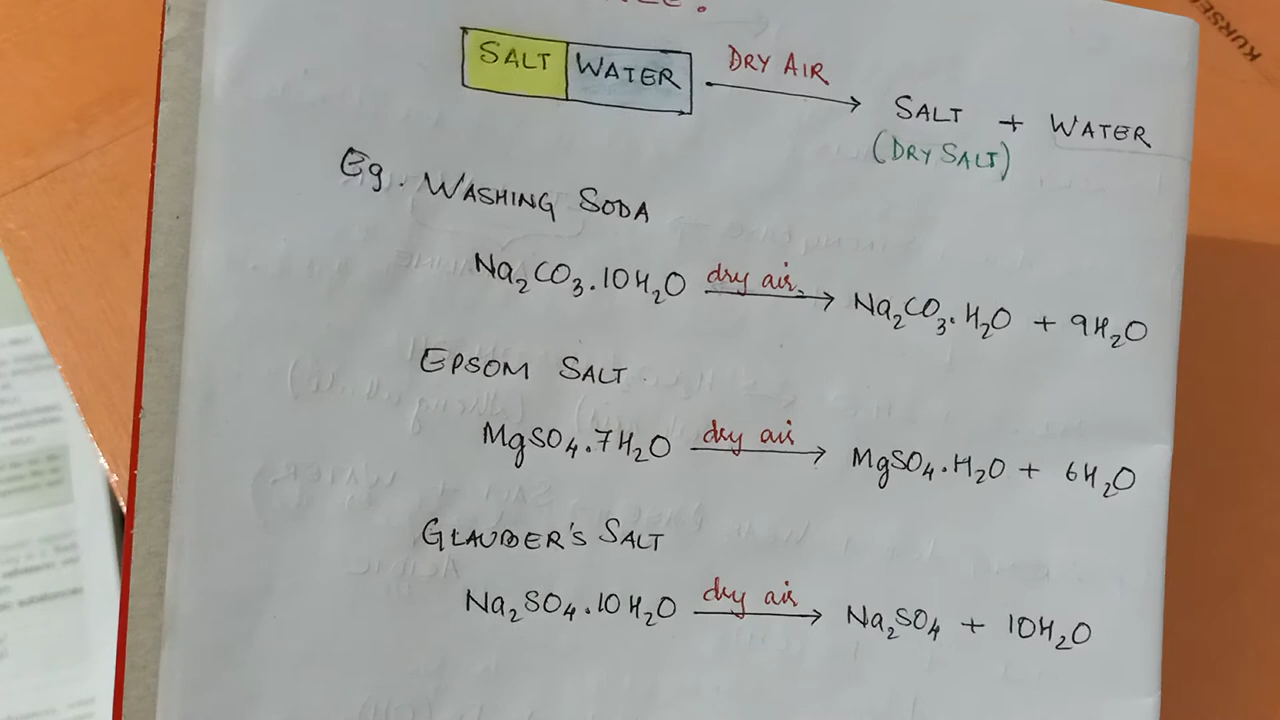 SALT WATER DRY AIR → SALT + WATER
(DRY SALT)
Eg. WASHING SODA
Na₂CO₃.10H₂O dry air → Na₂CO₃.H₂O + 9H₂O
EPSOM SALT
MgSO₄.7H₂O dry air → MgSO₄.H₂O + 6H₂O
GLAUBER'S SALT
Na₂SO₄.10H₂O dry air → Na₂SO₄ + 10H₂O